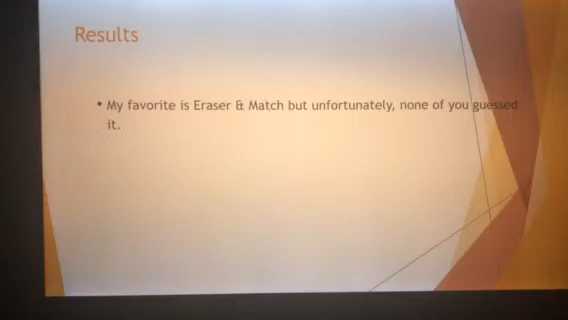 Results
• My favorite is Eraser & Match but unfortunately, none of you guessed
it.